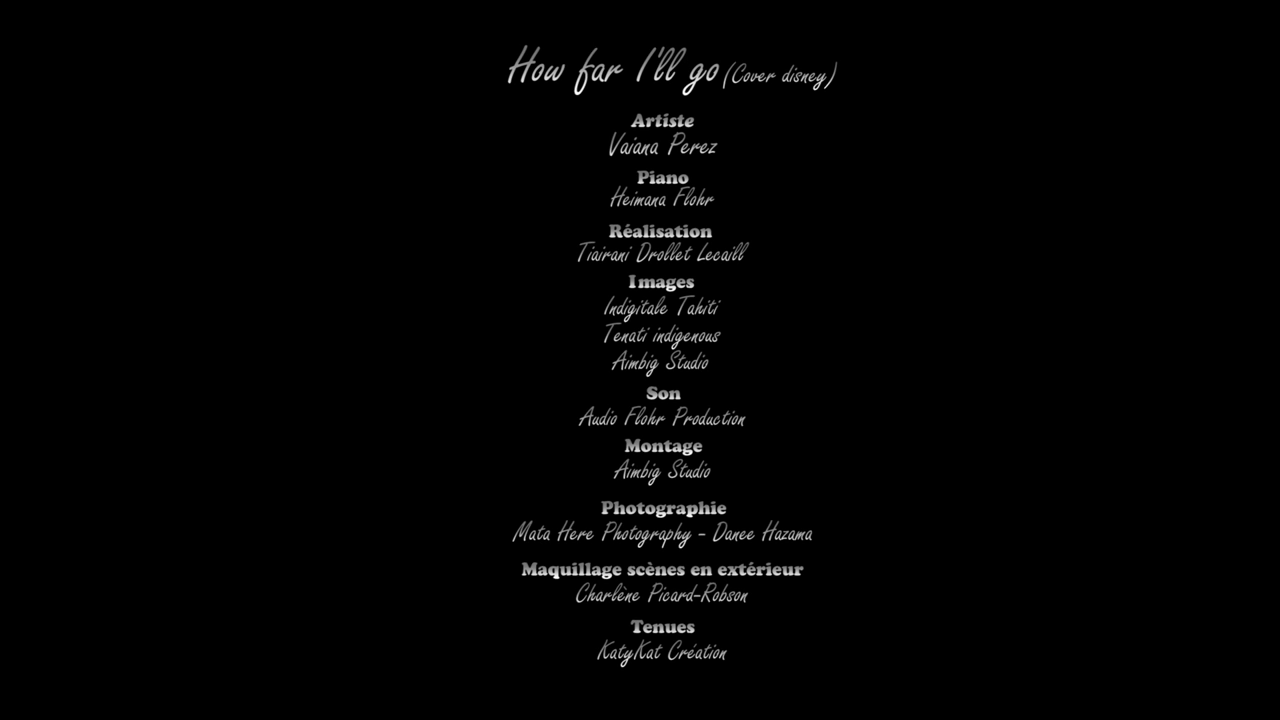 How far I'll go (Cover disney)
Artiste
Vaiana Perez
Piano
Heimana Flohr
Réalisation
Tiairani Drollet Lecaill
Images
Indigitale Tahiti
Tenati indigenous
Aimbig Studio
Son
Audio Flohr Production
Montage
Aimbig Studio
Photographie
Mata Here Photography - Danee Hazama
Maquillage scènes en extérieur
Charlène Picard-Robson
Tenues
KatyKat Création